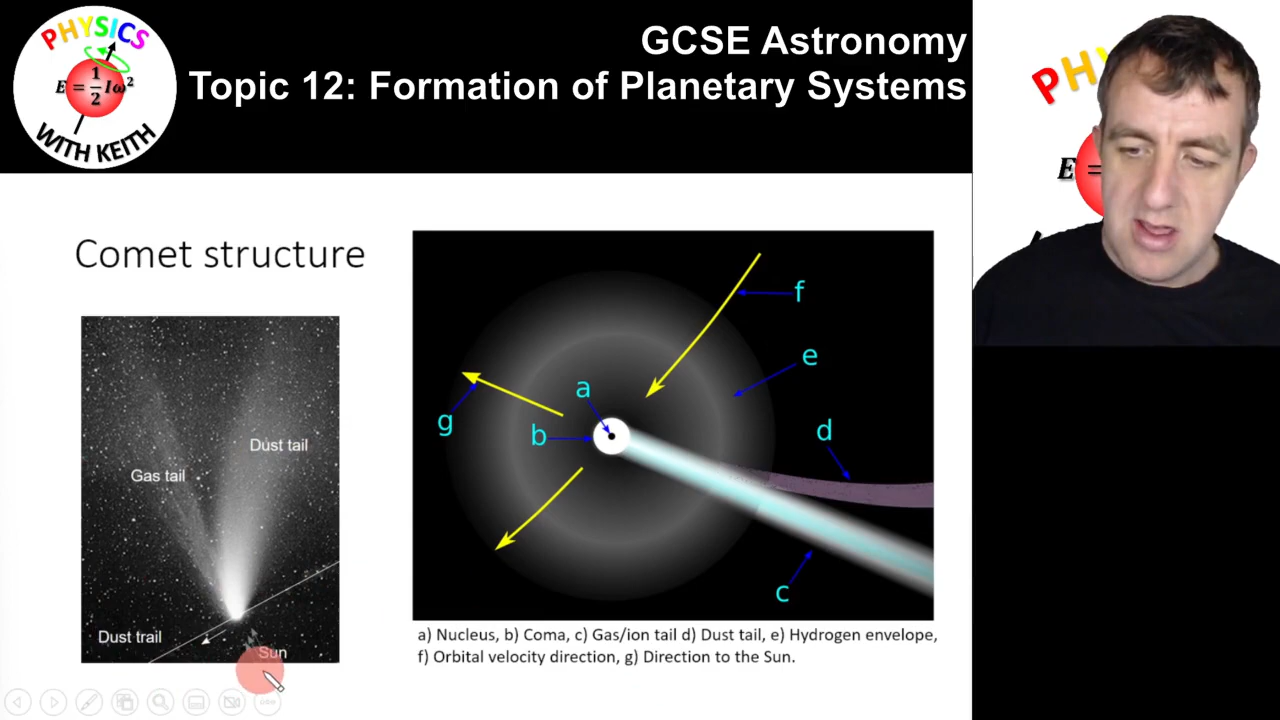 PHYSICS
E = 1/2 Iω²
WITH KEITH
GCSE Astronomy
Topic 12: Formation of Planetary Systems
PHY
E =
Comet structure
Dust tail
Gas tail
Dust trail
Sun
f
e
a
g
b
d
c
a) Nucleus, b) Coma, c) Gas/ion tail d) Dust tail, e) Hydrogen envelope,
f) Orbital velocity direction, g) Direction to the Sun.